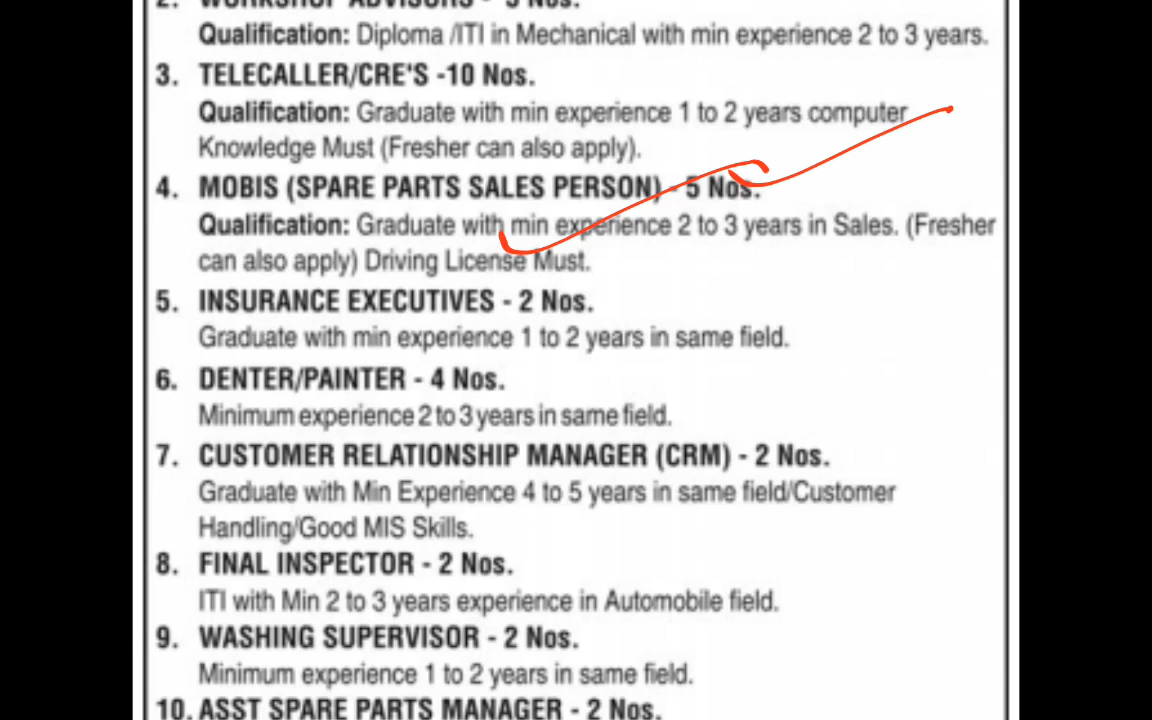 2. WORKSHOP ADVISORS - 5 Nos.
Qualification: Diploma /ITI in Mechanical with min experience 2 to 3 years.
3. TELECALLER/CRE'S -10 Nos.
Qualification: Graduate with min experience 1 to 2 years computer
Knowledge Must (Fresher can also apply).
4. MOBIS (SPARE PARTS SALES PERSON) - 5 Nos.
Qualification: Graduate with min experience 2 to 3 years in Sales. (Fresher
can also apply) Driving License Must.
5. INSURANCE EXECUTIVES - 2 Nos.
Graduate with min experience 1 to 2 years in same field.
6. DENTER/PAINTER - 4 Nos.
Minimum experience 2 to 3 years in same field.
7. CUSTOMER RELATIONSHIP MANAGER (CRM) - 2 Nos.
Graduate with Min Experience 4 to 5 years in same field/Customer
Handling/Good MIS Skills.
8. FINAL INSPECTOR - 2 Nos.
ITI with Min 2 to 3 years experience in Automobile field.
9. WASHING SUPERVISOR - 2 Nos.
Minimum experience 1 to 2 years in same field.
10. ASST SPARE PARTS MANAGER - 2 Nos.